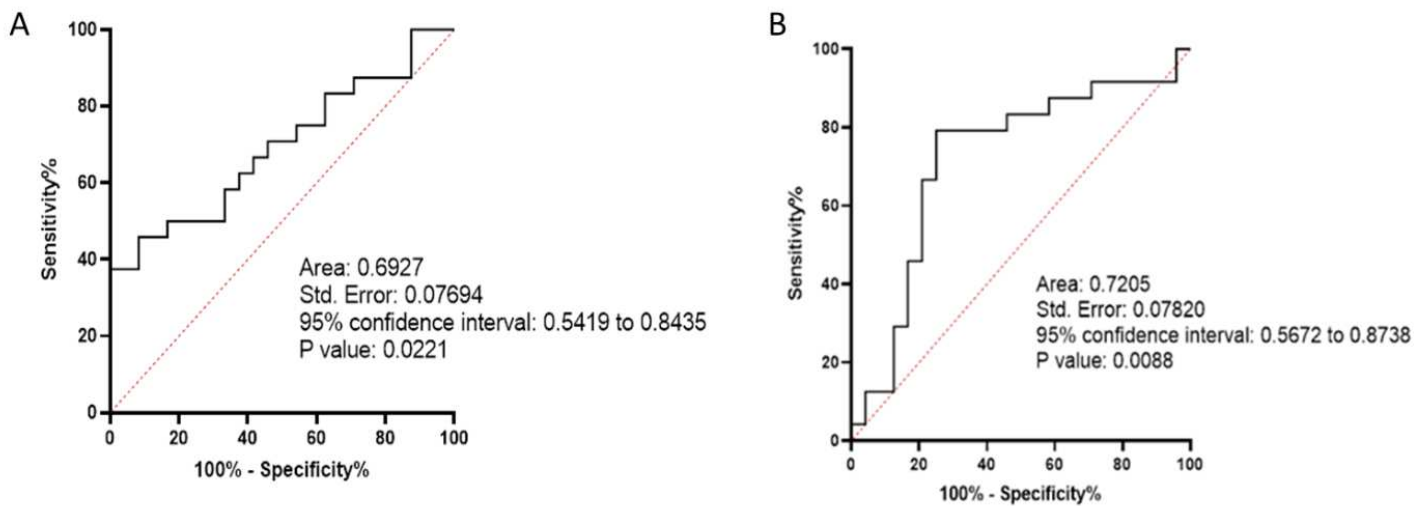 A
100
80
60
40
20
0
Sensitivity%
Area: 0.6927
Std. Error: 0.07694
95% confidence interval: 0.5419 to 0.8435
P value: 0.0221
0 20 40 60 80 100
100% - Specificity%
B
100
80
60
40
20
0
Sensitivity%
Area: 0.7205
Std. Error: 0.07820
95% confidence interval: 0.5672 to 0.8738
P value: 0.0088
0 20 40 60 80 100
100% - Specificity%